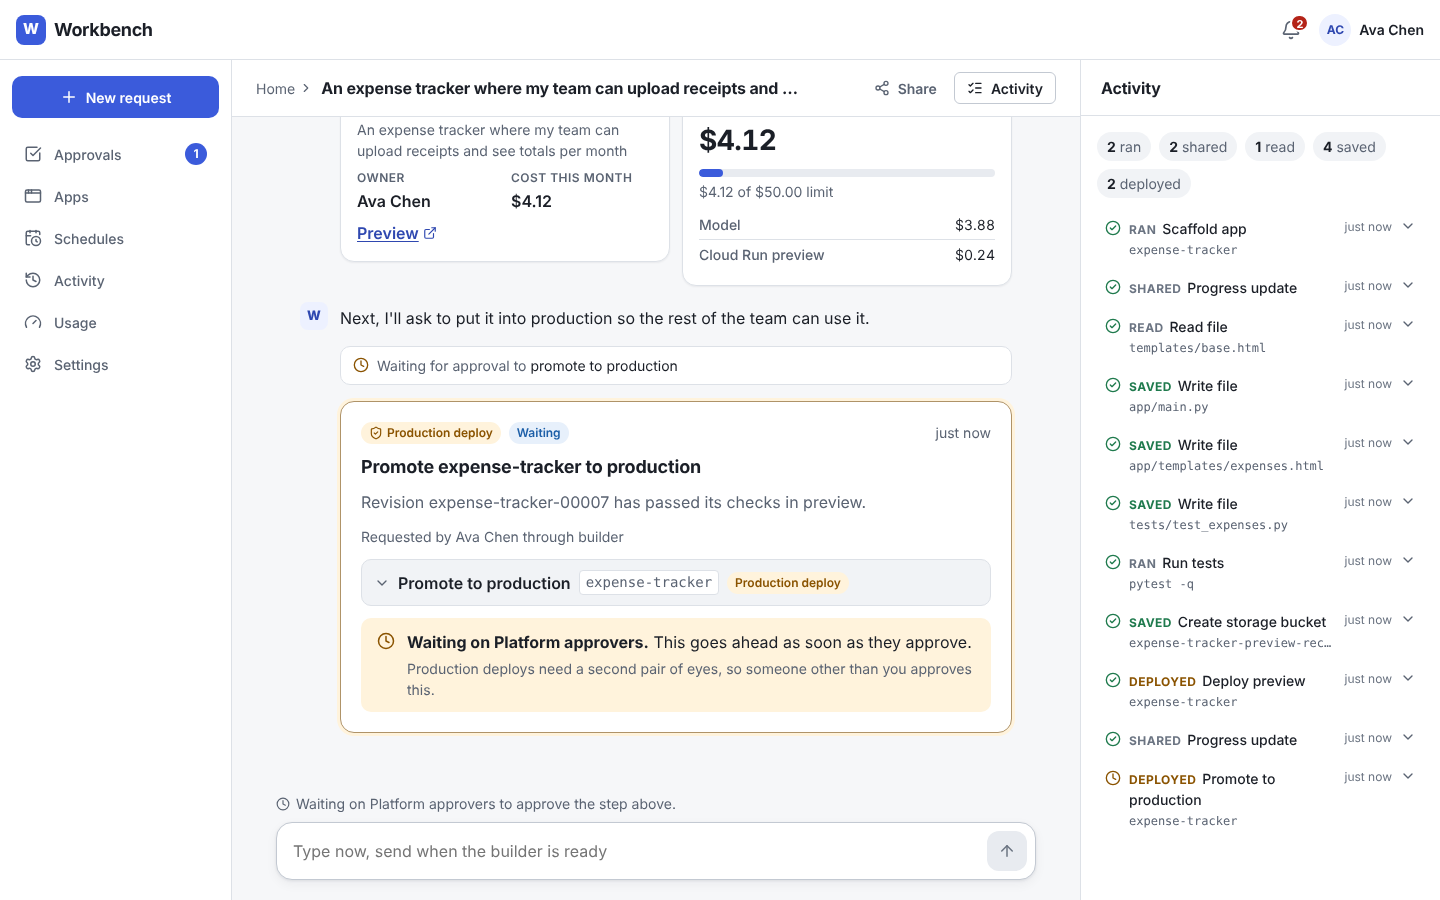 W Workbench
2
AC Ava Chen
New request
Approvals 1
Apps
Schedules
Activity
Usage
Settings
Home > An expense tracker where my team can upload receipts and ...
Share
Activity
An expense tracker where my team can
upload receipts and see totals per month
OWNER
Ava Chen
COST THIS MONTH
$4.12
Preview
$4.12
$4.12 of $50.00 limit
Model $3.88
Cloud Run preview $0.24
W Next, I'll ask to put it into production so the rest of the team can use it.
Waiting for approval to promote to production
Production deploy Waiting just now
Promote expense-tracker to production
Revision expense-tracker-00007 has passed its checks in preview.
Requested by Ava Chen through builder
Promote to production expense-tracker Production deploy
Waiting on Platform approvers. This goes ahead as soon as they approve.
Production deploys need a second pair of eyes, so someone other than you approves
this.
Waiting on Platform approvers to approve the step above.
Type now, send when the builder is ready
Activity
2 ran 2 shared 1 read 4 saved
2 deployed
RAN Scaffold app just now
expense-tracker
SHARED Progress update just now
READ Read file just now
templates/base.html
SAVED Write file just now
app/main.py
SAVED Write file just now
app/templates/expenses.html
SAVED Write file just now
tests/test_expenses.py
RAN Run tests just now
pytest -q
SAVED Create storage bucket just now
expense-tracker-preview-rec…
DEPLOYED Deploy preview just now
expense-tracker
SHARED Progress update just now
DEPLOYED Promote to just now
production
expense-tracker